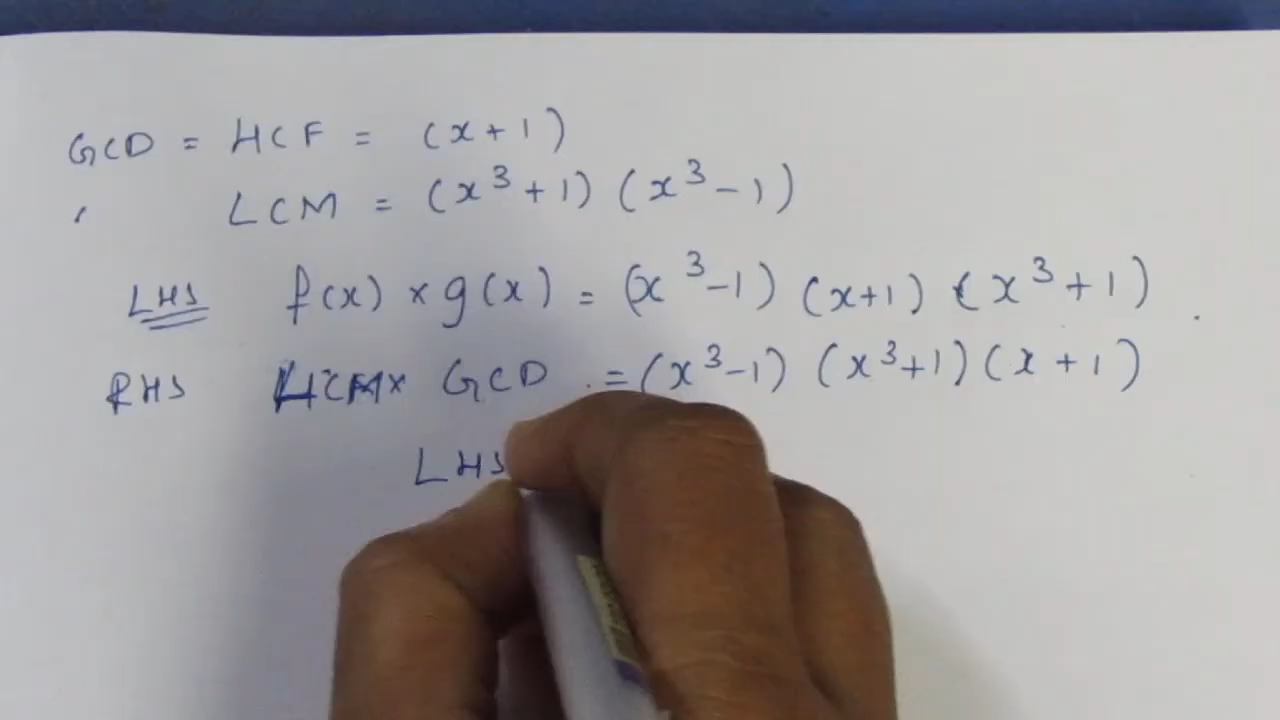 GCD = HCF = (x+1)
LCM = (x³+1) (x³-1)
LHS f(x) × g(x) = (x³-1) (x+1) (x³+1)
RHS LCM× GCD = (x³-1) (x³+1) (x+1)
LHS